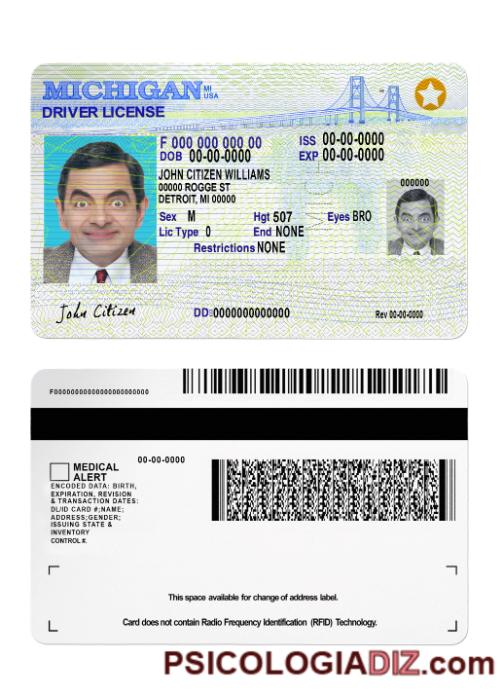 MICHIGAN MI
USA
DRIVER LICENSE
F 000 000 000 00
ISS 00-00-0000
DOB 00-00-0000
EXP 00-00-0000
JOHN CITIZEN WILLIAMS
00000 ROGGE ST
DETROIT, MI 00000
000000
Sex M Hgt 507 Eyes BRO
Lic Type 0 End NONE
Restrictions NONE
John Citizen
DD:0000000000000
Rev 00-00-0000
F00000000000000000000000
00-00-0000
MEDICAL
ALERT
ENCODED DATA: BIRTH,
EXPIRATION, REVISION
& TRANSACTION DATES:
DL/ID CARD #;NAME;
ADDRESS;GENDER;
ISSUING STATE &
INVENTORY
CONTROL #.
This space available for change of address label.
Card does not contain Radio Frequency Identification (RFID) Technology.
PSICOLOGIADIZ.com